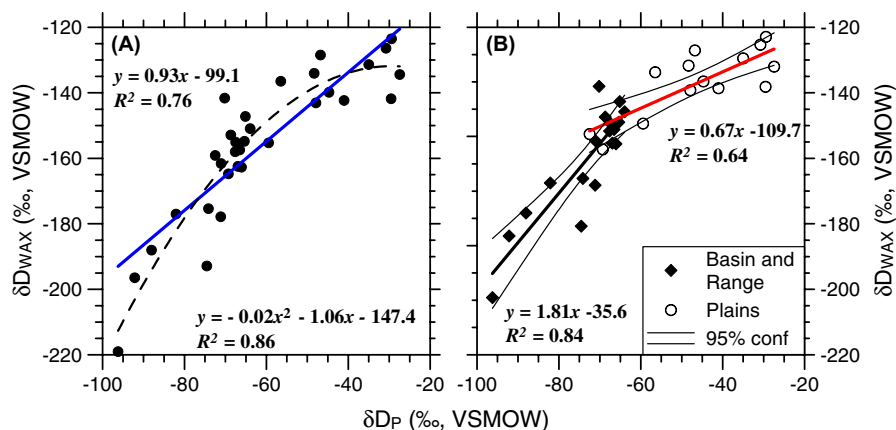 (A)
y = 0.93x - 99.1
R² = 0.76
y = - 0.02x² - 1.06x - 147.4
R² = 0.86
-120
-140
-160
-180
-200
-220
-100 -80 -60 -40 -20
δD_WAX (‰, VSMOW)
(B)
y = 0.67x -109.7
R² = 0.64
y = 1.81x -35.6
R² = 0.84
Basin and
Range
Plains
95% conf
-100 -80 -60 -40 -20
-120
-140
-160
-180
-200
-220
δD_WAX (‰, VSMOW)
δD_P (‰, VSMOW)